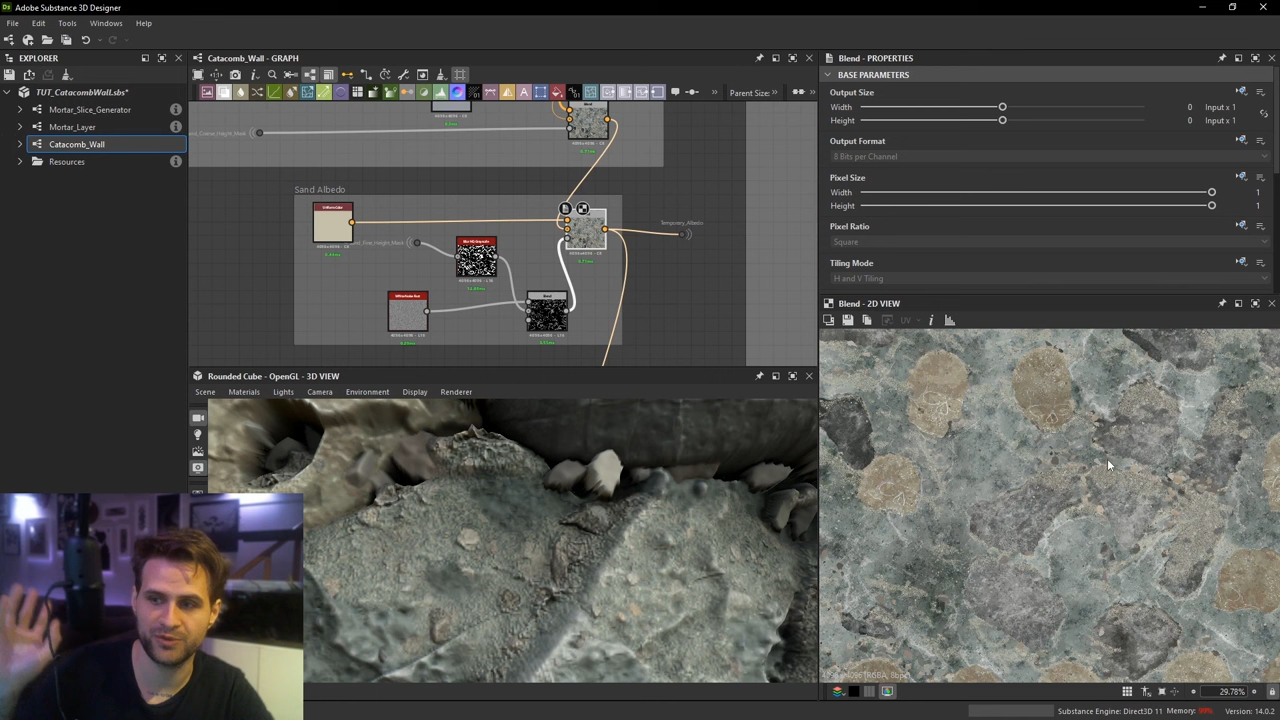 Adobe Substance 3D Designer
File Edit Tools Windows Help
EXPLORER
TUT_CatacombWall.sbs*
Mortar_Slice_Generator
Mortar_Layer
Catacomb_Wall
Resources
Catacomb_Wall - GRAPH
Parent Size:
Sand Albedo
Temporary_Albedo
Rounded Cube - OpenGL - 3D VIEW
Scene Materials Lights Camera Environment Display Renderer
Blend - PROPERTIES
BASE PARAMETERS
Output Size
Width 0 Input x 1
Height 0 Input x 1
Output Format
8 Bits per Channel
Pixel Size
Width 1
Height 1
Pixel Ratio
Square
Tiling Mode
H and V Tiling
Blend - 2D VIEW
UV
29.78%
Substance Engine: Direct3D 11 Memory: Version: 14.0.2